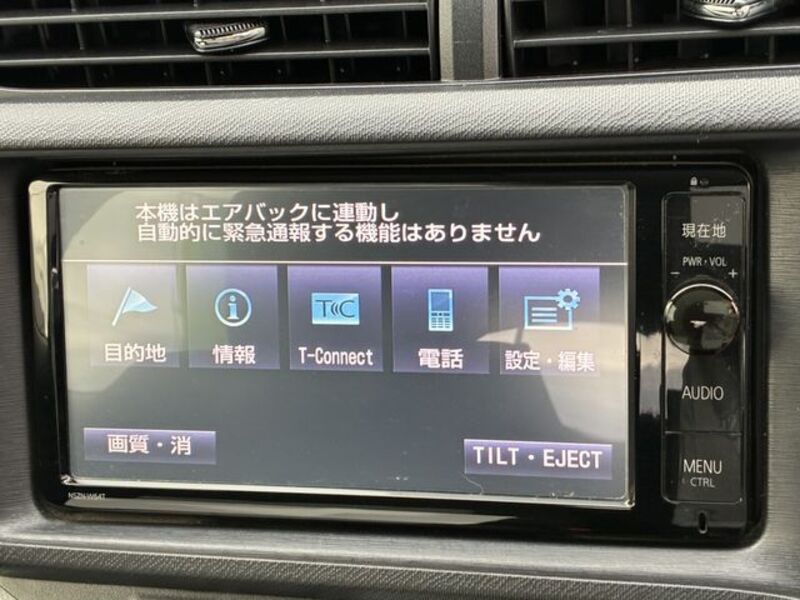 本機はエアバックに連動し
自動的に緊急通報する機能はありません
目的地
情報
T-Connect
電話
設定・編集
画質・消
TILT・EJECT
NSZN-W64T
現在地
PWR・VOL
− +
AUDIO
MENU
CTRL